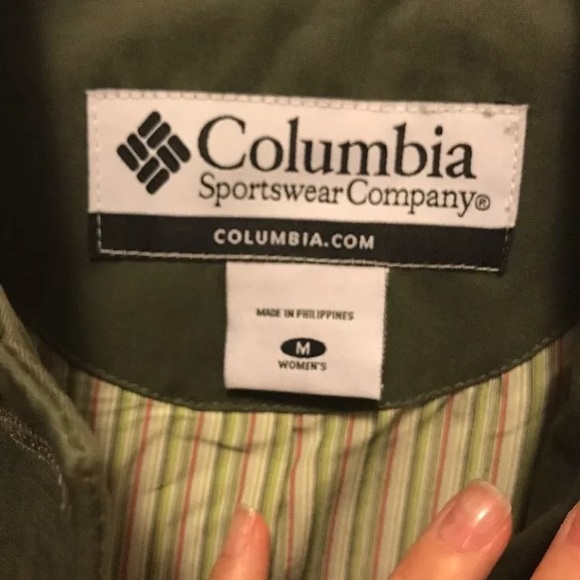 Columbia
Sportswear Company®
COLUMBIA.COM
MADE IN PHILIPPINES
M
WOMEN'S